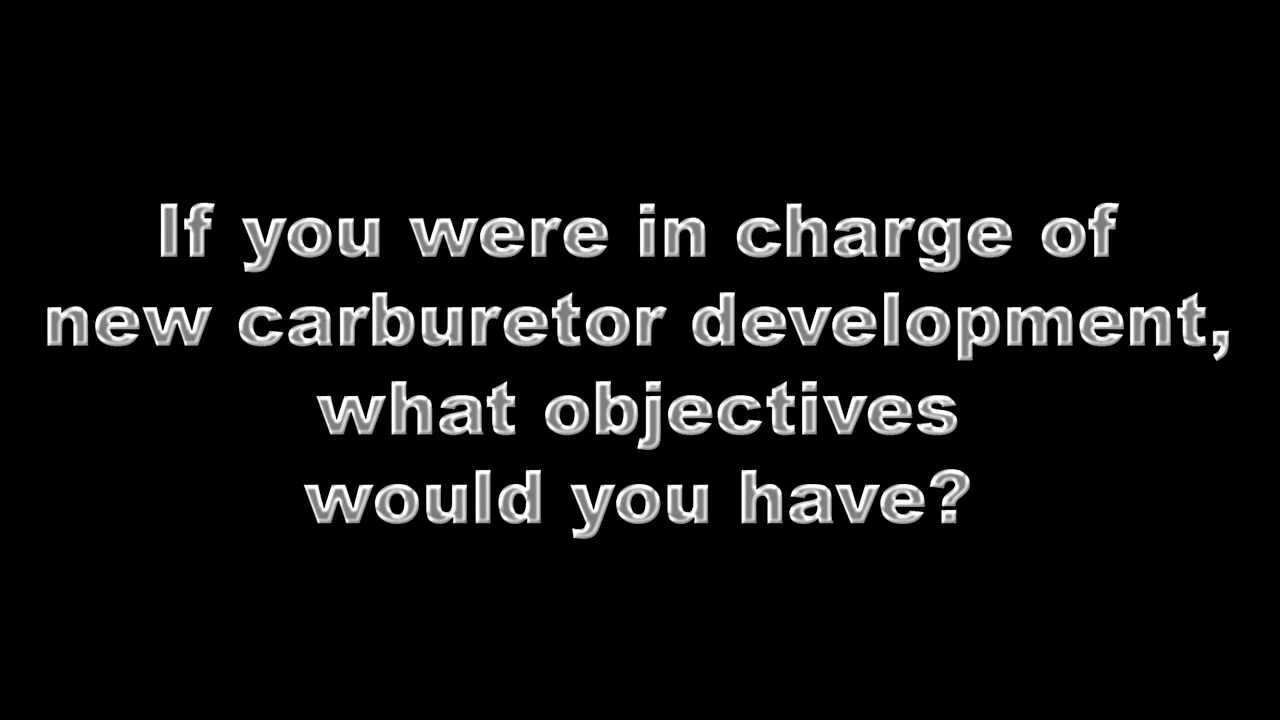 If you were in charge of
new carburetor development,
what objectives
would you have?